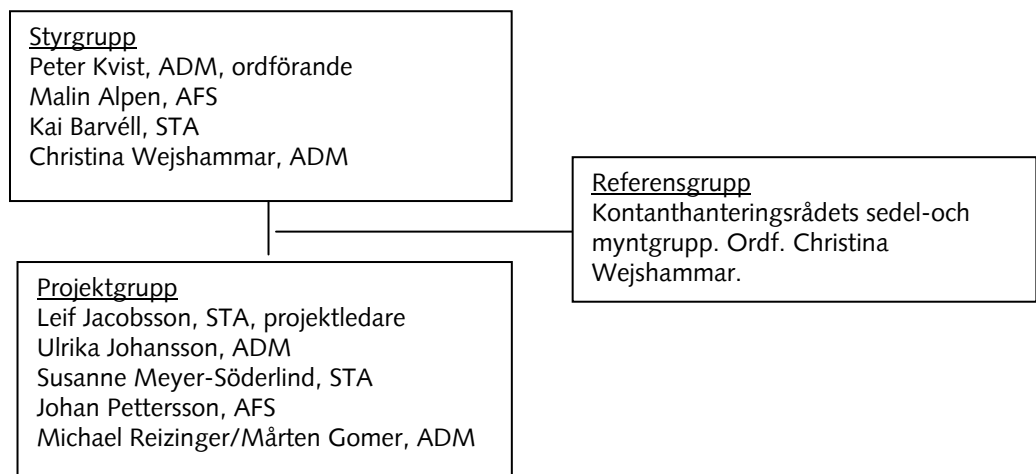 Styrgrupp
Peter Kvist, ADM, ordförande
Malin Alpen, AFS
Kai Barvéll, STA
Christina Wejshammar, ADM
Referensgrupp
Kontanthanteringsrådets sedel-och
myntgrupp. Ordf. Christina
Wejshammar.
Projektgrupp
Leif Jacobsson, STA, projektledare
Ulrika Johansson, ADM
Susanne Meyer-Söderlind, STA
Johan Pettersson, AFS
Michael Reizinger/Mårten Gomer, ADM